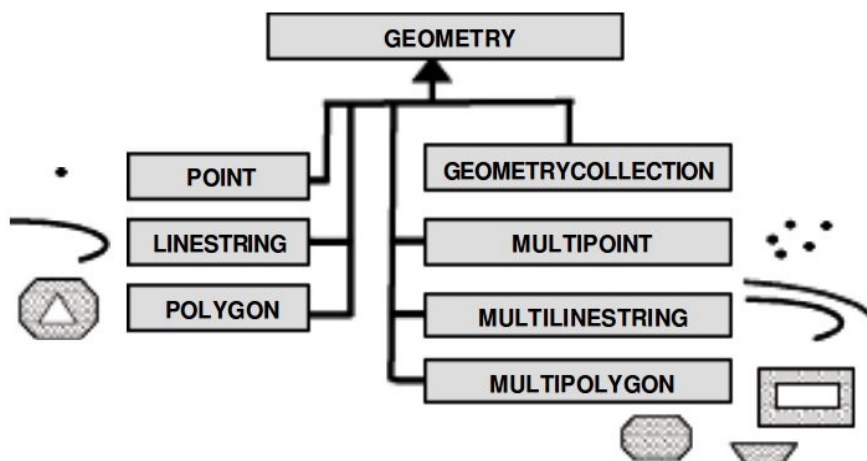 GEOMETRY
POINT
LINESTRING
POLYGON
GEOMETRYCOLLECTION
MULTIPOINT
MULTILINESTRING
MULTIPOLYGON